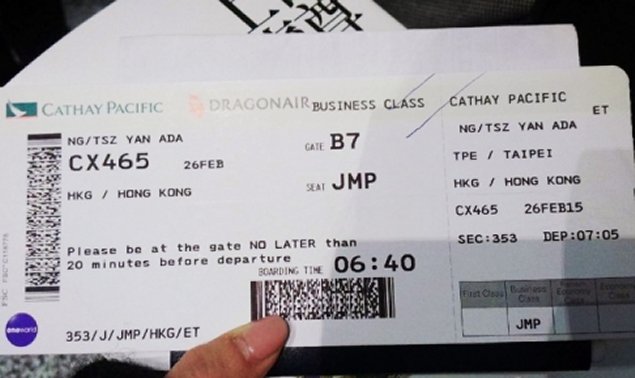 CATHAY PACIFIC
DRAGONAIR
BUSINESS CLASS
NG/TSZ YAN ADA
CX465 26FEB
HKG / HONG KONG
GATE B7
SEAT JMP
Please be at the gate NO LATER than
20 minutes before departure
BOARDING TIME 06:40
oneworld
353/J/JMP/HKG/ET
CATHAY PACIFIC
ET
NG/TSZ YAN ADA
TPE / TAIPEI
HKG / HONG KONG
CX465 26FEB15
SEC:353 DEP:07:05
First Class
Business Class
Economy Class
JMP